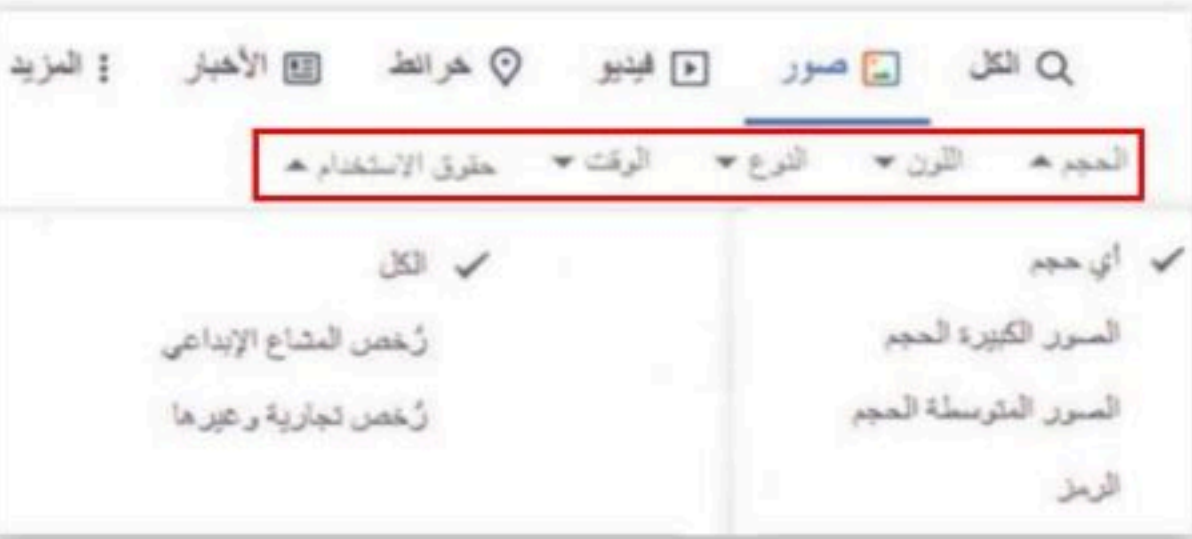 الكل صور فيديو خرائط الأخبار المزيد
الحجم اللون النوع الوقت حقوق الاستخدام
أي حجم
الصور الكبيرة الحجم
الصور المتوسطة الحجم
الرمز
الكل
رُخص المشاع الإبداعي
رُخص تجارية وغيرها